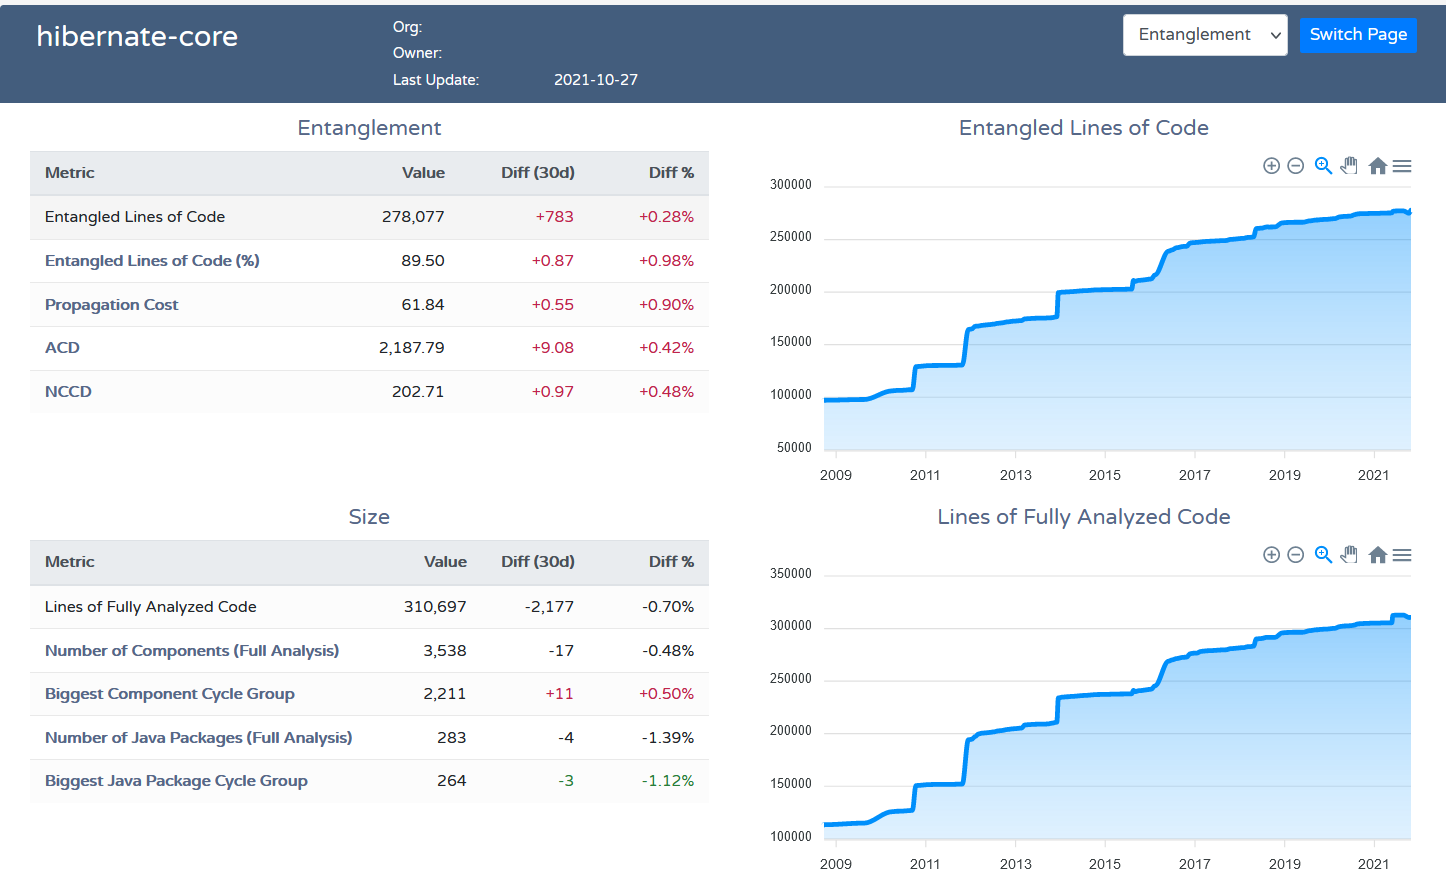 hibernate-core
Org:
Owner:
Last Update: 2021-10-27
Entanglement
Switch Page
Entanglement
Metric Value Diff (30d) Diff %
Entangled Lines of Code 278,077 +783 +0.28%
Entangled Lines of Code (%) 89.50 +0.87 +0.98%
Propagation Cost 61.84 +0.55 +0.90%
ACD 2,187.79 +9.08 +0.42%
NCCD 202.71 +0.97 +0.48%
Entangled Lines of Code
300000
250000
200000
150000
100000
50000
2009 2011 2013 2015 2017 2019 2021
Size
Metric Value Diff (30d) Diff %
Lines of Fully Analyzed Code 310,697 -2,177 -0.70%
Number of Components (Full Analysis) 3,538 -17 -0.48%
Biggest Component Cycle Group 2,211 +11 +0.50%
Number of Java Packages (Full Analysis) 283 -4 -1.39%
Biggest Java Package Cycle Group 264 -3 -1.12%
Lines of Fully Analyzed Code
350000
300000
250000
200000
150000
100000
2009 2011 2013 2015 2017 2019 2021